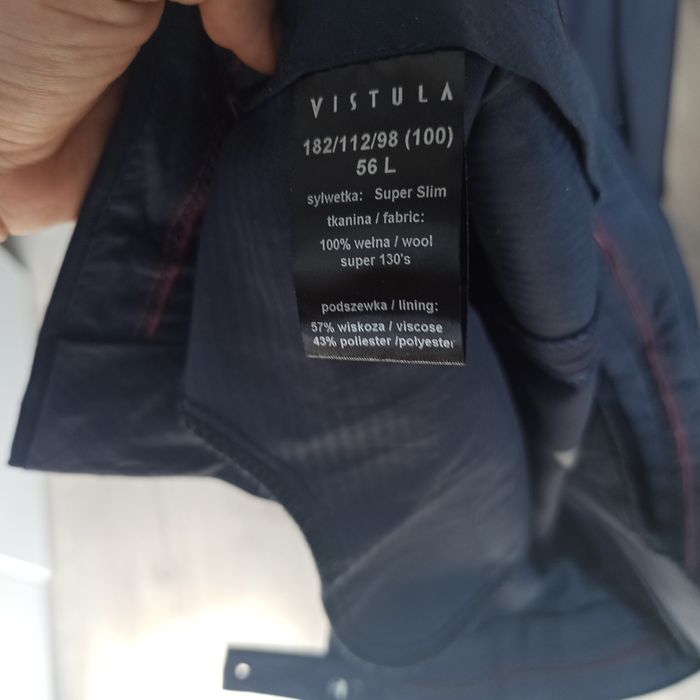 VISTULA
182/112/98 (100)
56 L
sylwetka: Super Slim
tkanina / fabric:
100% wełna / wool
super 130's
podszewka / lining:
57% wiskoza / viscose
43% poliester /polyester